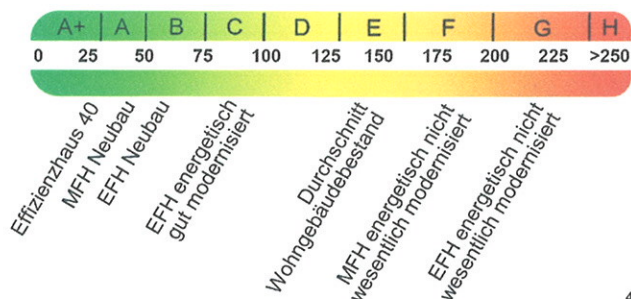 A+ A B C D E F G H
0 25 50 75 100 125 150 175 200 225 >250
Effizienzhaus 40
MFH Neubau
EFH Neubau
EFH energetisch
gut modernisiert
Durchschnitt
Wohngebäudebestand
MFH energetisch nicht
wesentlich modernisiert
EFH energetisch nicht
wesentlich modernisiert